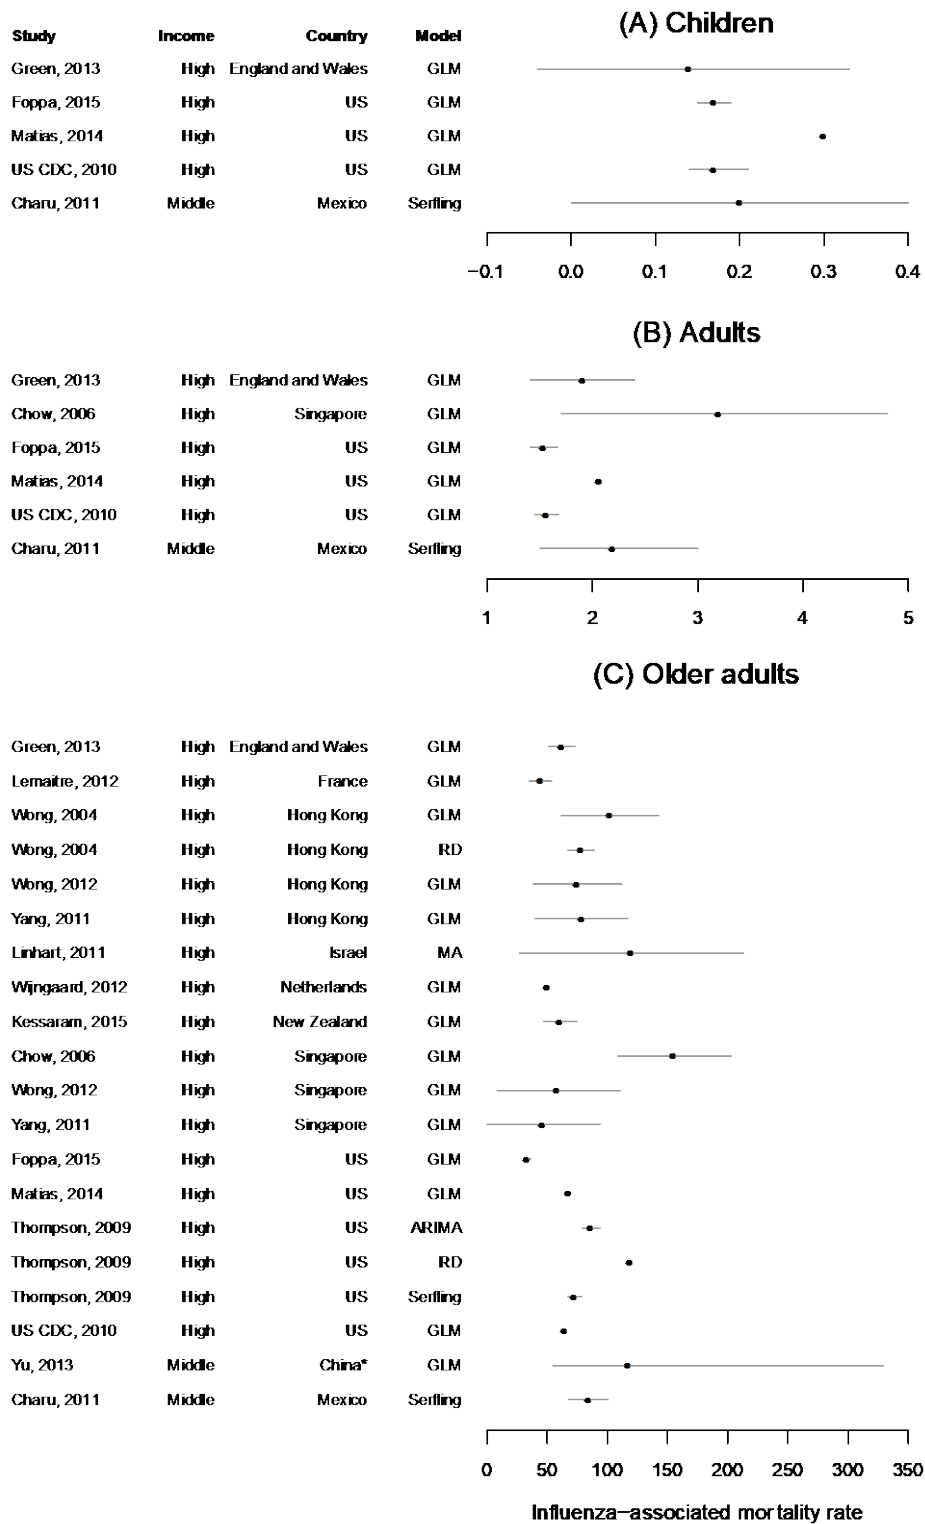 (A) Children
Study Income Country Model
Green, 2013 High England and Wales GLM
Foppa, 2015 High US GLM
Matias, 2014 High US GLM
US CDC, 2010 High US GLM
Charu, 2011 Middle Mexico Serfling
−0.1 0.0 0.1 0.2 0.3 0.4
(B) Adults
Green, 2013 High England and Wales GLM
Chow, 2006 High Singapore GLM
Foppa, 2015 High US GLM
Matias, 2014 High US GLM
US CDC, 2010 High US GLM
Charu, 2011 Middle Mexico Serfling
1 2 3 4 5
(C) Older adults
Green, 2013 High England and Wales GLM
Lemaitre, 2012 High France GLM
Wong, 2004 High Hong Kong GLM
Wong, 2004 High Hong Kong RD
Wong, 2012 High Hong Kong GLM
Yang, 2011 High Hong Kong GLM
Linhart, 2011 High Israel MA
Wijngaard, 2012 High Netherlands GLM
Kessaram, 2015 High New Zealand GLM
Chow, 2006 High Singapore GLM
Wong, 2012 High Singapore GLM
Yang, 2011 High Singapore GLM
Foppa, 2015 High US GLM
Matias, 2014 High US GLM
Thompson, 2009 High US ARIMA
Thompson, 2009 High US RD
Thompson, 2009 High US Serfling
US CDC, 2010 High US GLM
Yu, 2013 Middle China* GLM
Charu, 2011 Middle Mexico Serfling
0 50 100 150 200 250 300 350
Influenza−associated mortality rate